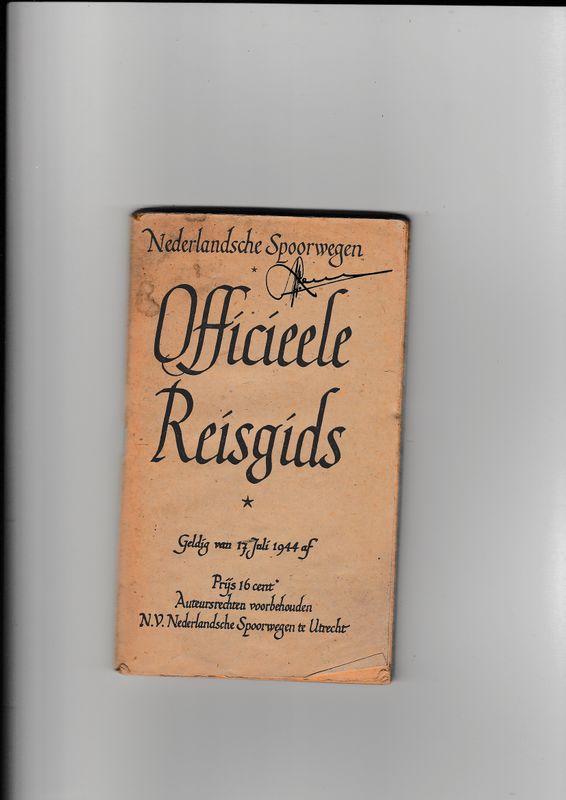 Nederlandsche Spoorwegen
Officieele
Reisgids
Geldig van 17 Juli 1944 af
Prijs 16 cent
Auteursrechten voorbehouden
N.V. Nederlandsche Spoorwegen te Utrecht